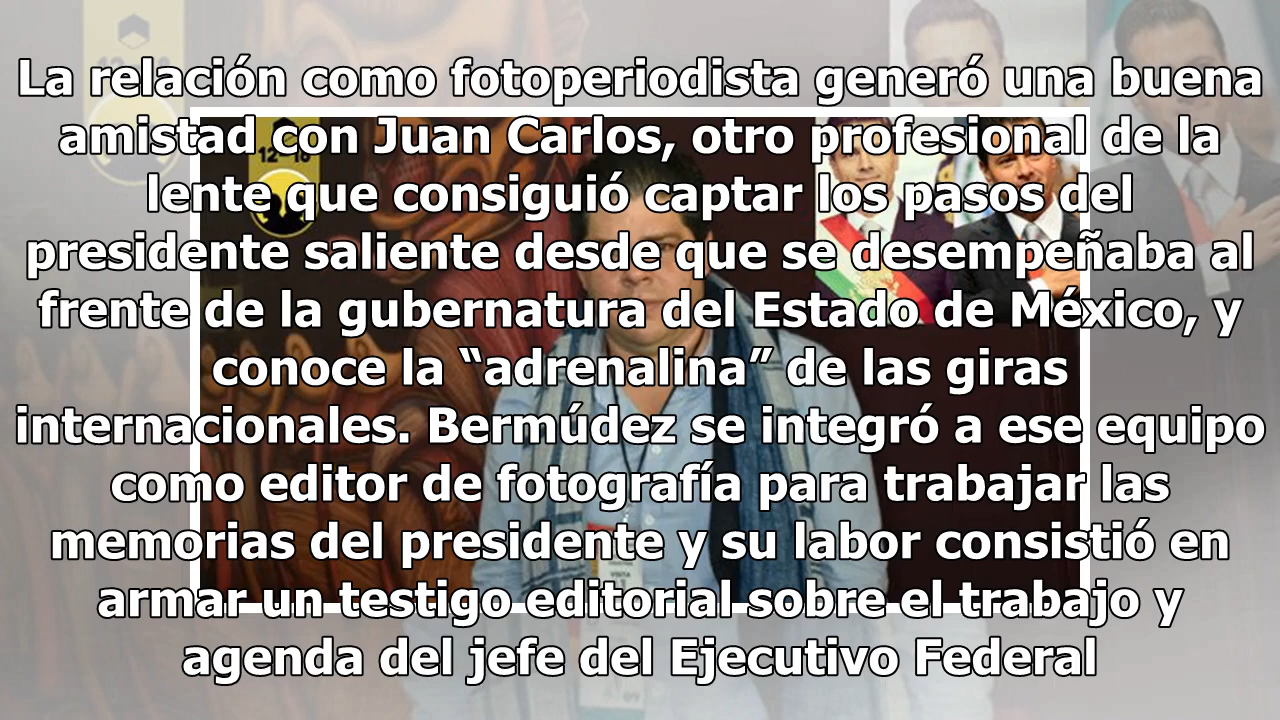 La relación como fotoperiodista generó una buena
amistad con Juan Carlos, otro profesional de la
lente que consiguió captar los pasos del
presidente saliente desde que se desempeñaba al
frente de la gubernatura del Estado de México, y
conoce la “adrenalina” de las giras
internacionales. Bermúdez se integró a ese equipo
como editor de fotografía para trabajar las
memorias del presidente y su labor consistió en
armar un testigo editorial sobre el trabajo y
agenda del jefe del Ejecutivo Federal